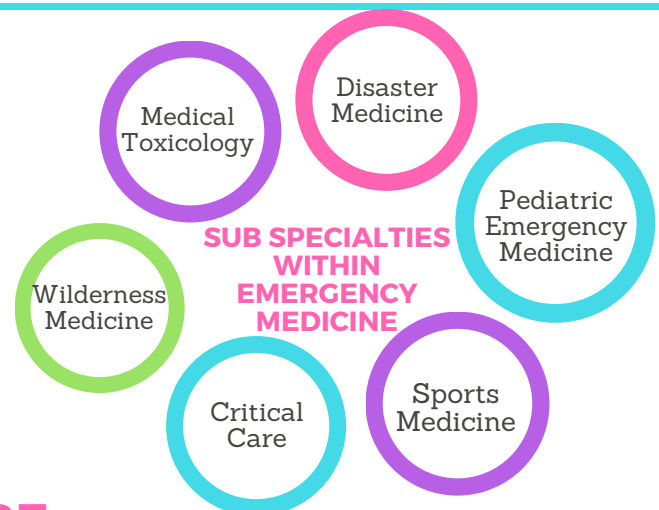 Disaster
Medicine
Medical
Toxicology
Pediatric
Emergency
Medicine
SUB SPECIALTIES
WITHIN
EMERGENCY
MEDICINE
Wilderness
Medicine
Sports
Medicine
Critical
Care